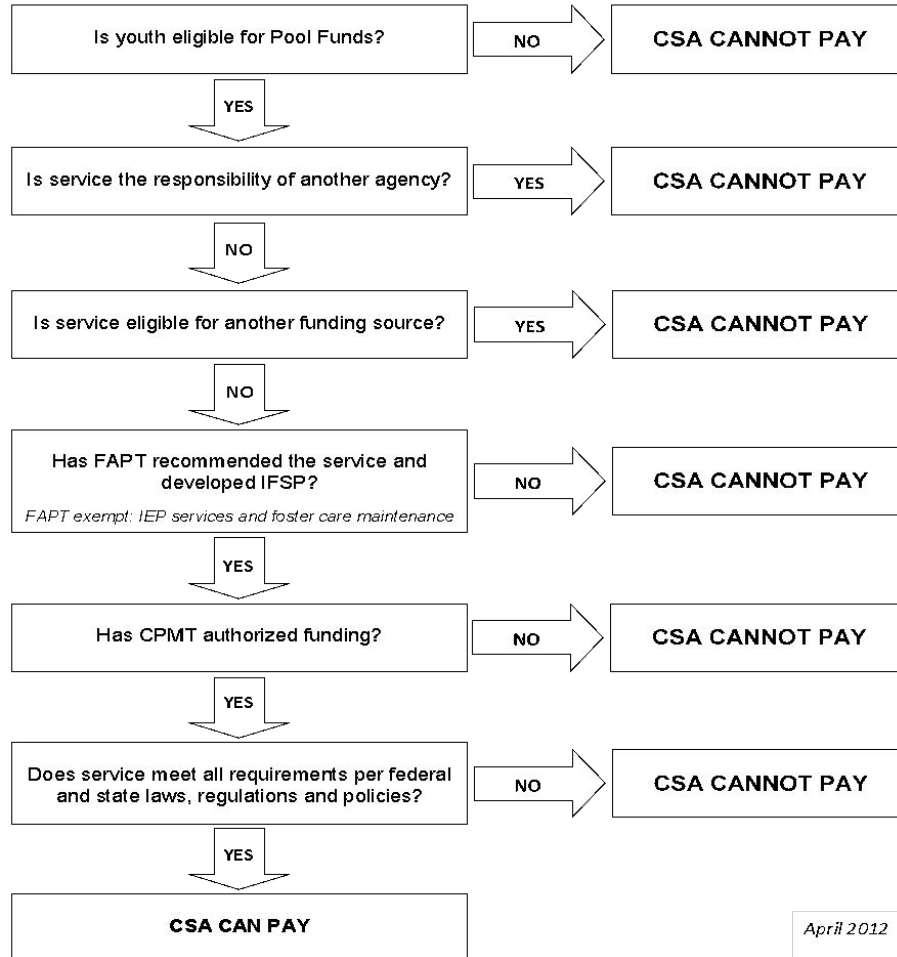 Is youth eligible for Pool Funds?
NO
CSA CANNOT PAY
YES
Is service the responsibility of another agency?
YES
CSA CANNOT PAY
NO
Is service eligible for another funding source?
YES
CSA CANNOT PAY
NO
Has FAPT recommended the service and
developed IFSP?
FAPT exempt: IEP services and foster care maintenance
NO
CSA CANNOT PAY
YES
Has CPMT authorized funding?
NO
CSA CANNOT PAY
YES
Does service meet all requirements per federal
and state laws, regulations and policies?
NO
CSA CANNOT PAY
YES
CSA CAN PAY
April 2012